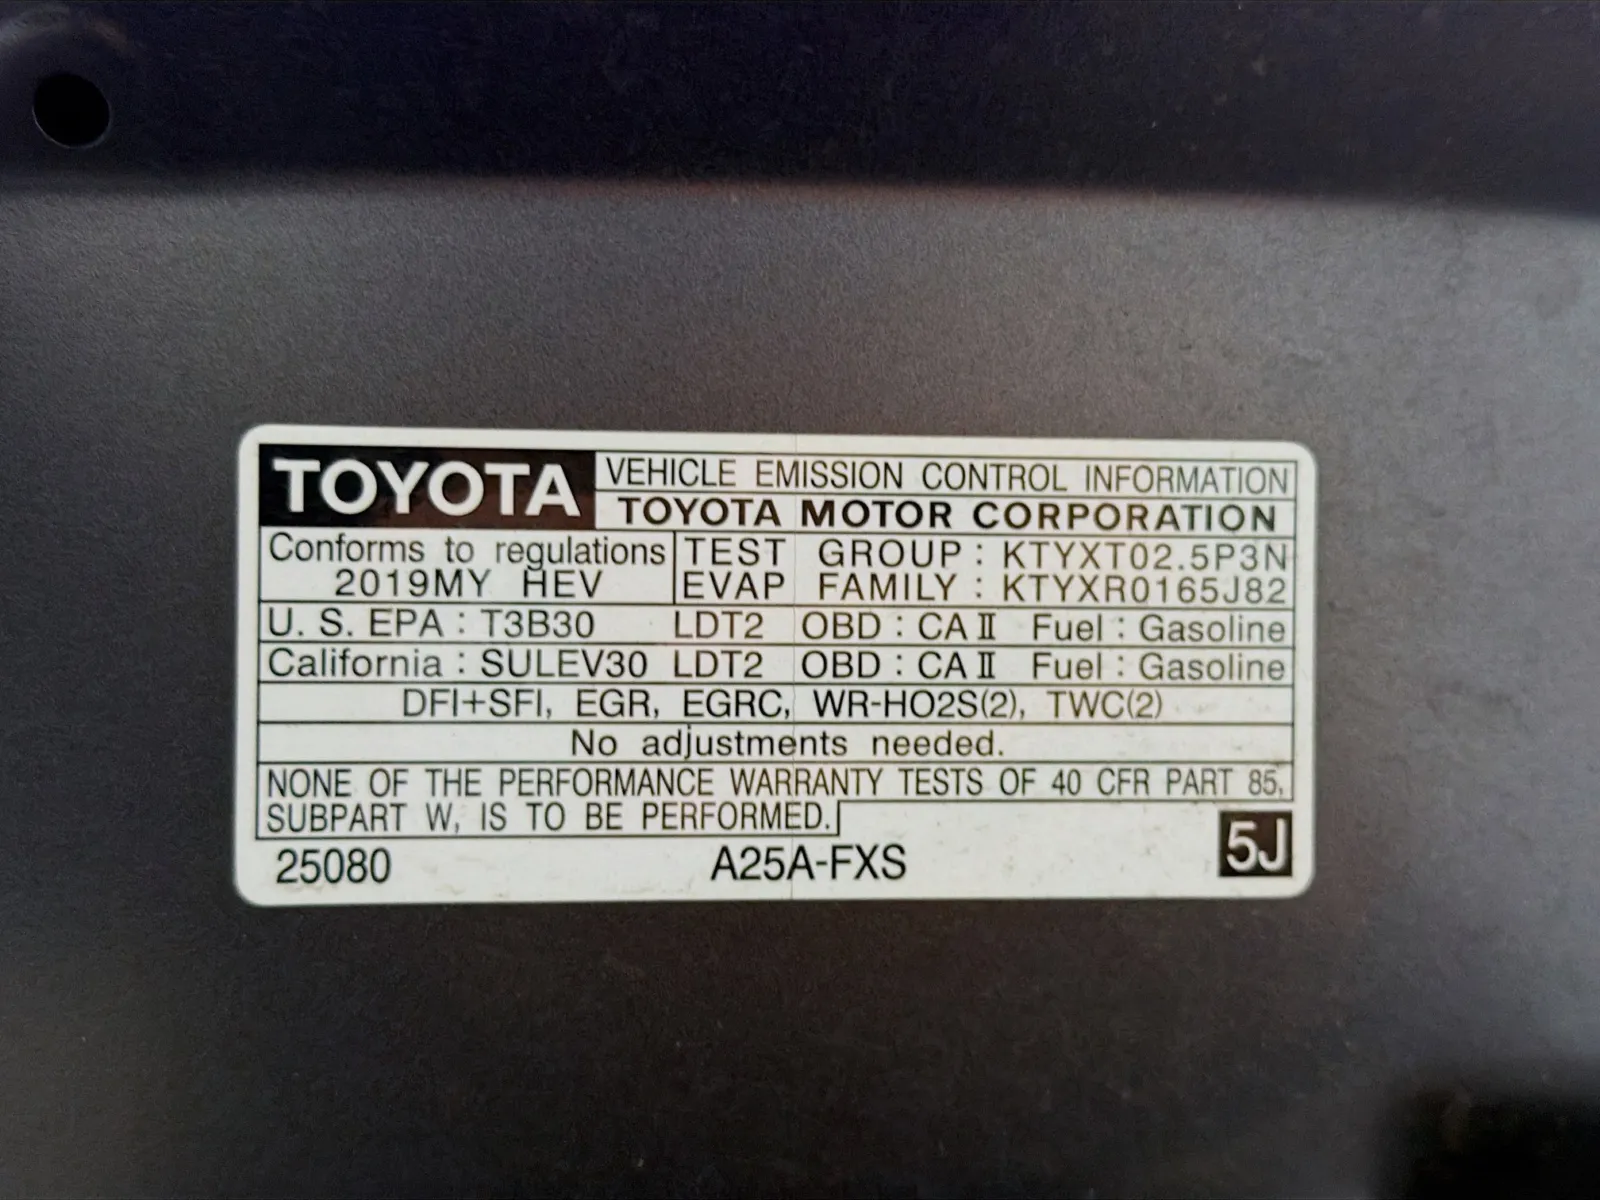 TOYOTA VEHICLE EMISSION CONTROL INFORMATION
TOYOTA MOTOR CORPORATION
Conforms to regulations TEST GROUP : KTYXT02.5P3N
2019MY HEV EVAP FAMILY : KTYXR0165J82
U. S. EPA : T3B30 LDT2 OBD : CA II Fuel : Gasoline
California : SULEV30 LDT2 OBD : CA II Fuel : Gasoline
DFI+SFI, EGR, EGRC, WR-HO2S(2), TWC(2)
No adjustments needed.
NONE OF THE PERFORMANCE WARRANTY TESTS OF 40 CFR PART 85,
SUBPART W, IS TO BE PERFORMED.
25080 A25A-FXS 5J